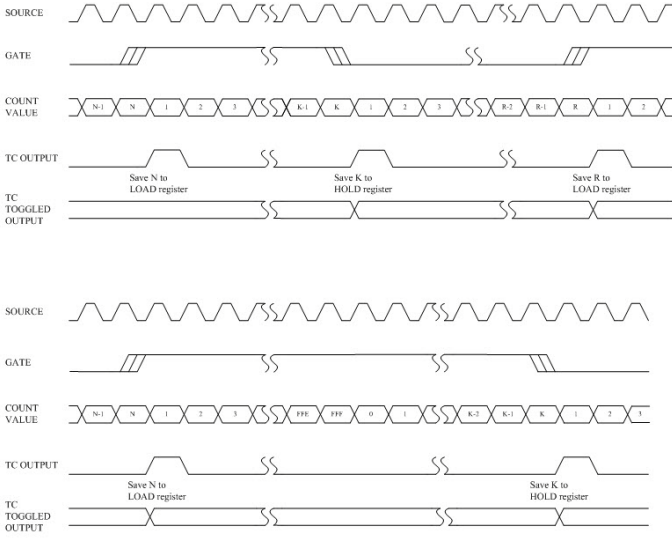 SOURCE
GATE
COUNT
VALUE
N-1 N 1 2 3 K-1 K 1 2 3 R-2 R-1 R 1 2
TC OUTPUT
Save N to
LOAD register
Save K to
HOLD register
Save R to
LOAD register
TC
TOGGLED
OUTPUT
SOURCE
GATE
COUNT
VALUE
N-1 N 1 2 3 FFE FFF 0 1 K-2 K-1 K 1 2 3
TC OUTPUT
Save N to
LOAD register
Save K to
HOLD register
TC
TOGGLED
OUTPUT